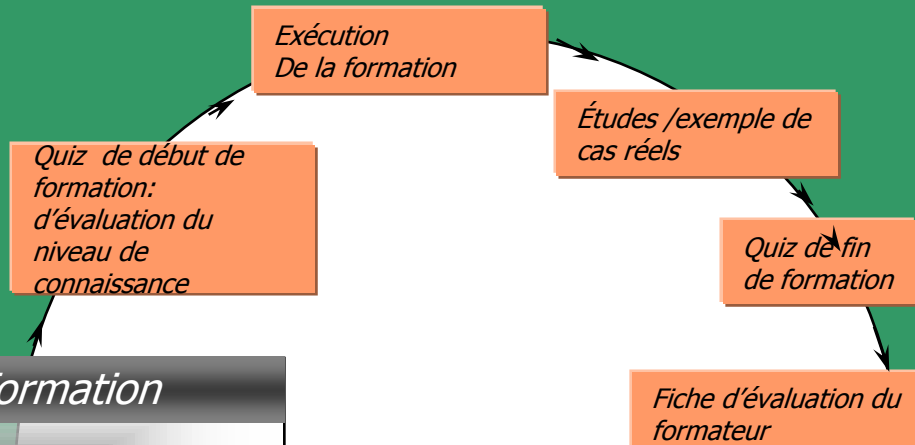 Exécution
De la formation
Études /exemple de
cas réels
Quiz de début de
formation:
d'évaluation du
niveau de
connaissance
Quiz de fin
de formation
ormation
Fiche d'évaluation du
formateur